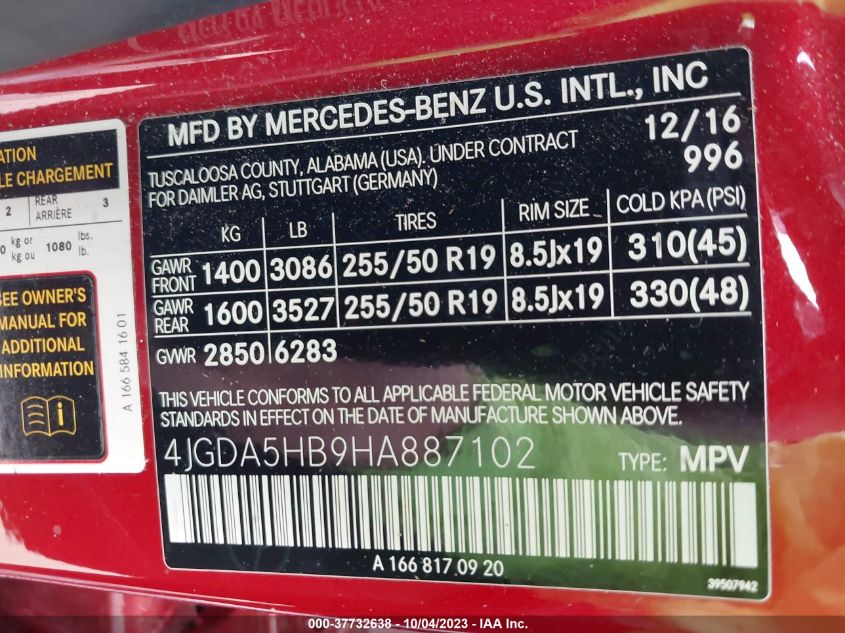 ATION
LE CHARGEMENT
2 REAR ARRIÈRE 3
0 kg or kg ou 1080 lbs. lb.
SEE OWNER'S
MANUAL FOR
ADDITIONAL
INFORMATION
A 166 584 16 01
MFD BY MERCEDES-BENZ U.S. INTL., INC
TUSCALOOSA COUNTY, ALABAMA (USA). UNDER CONTRACT
FOR DAIMLER AG, STUTTGART (GERMANY)
12/16
996
KG LB TIRES RIM SIZE COLD KPA (PSI)
GAWR FRONT 1400 3086 255/50 R19 8.5Jx19 310(45)
GAWR REAR 1600 3527 255/50 R19 8.5Jx19 330(48)
GVWR 2850 6283
THIS VEHICLE CONFORMS TO ALL APPLICABLE FEDERAL MOTOR VEHICLE SAFETY
STANDARDS IN EFFECT ON THE DATE OF MANUFACTURE SHOWN ABOVE.
4JGDA5HB9HA887102 TYPE: MPV
A 166 817 09 20
39507942
000-37732638 - 10/04/2023 - IAA Inc.